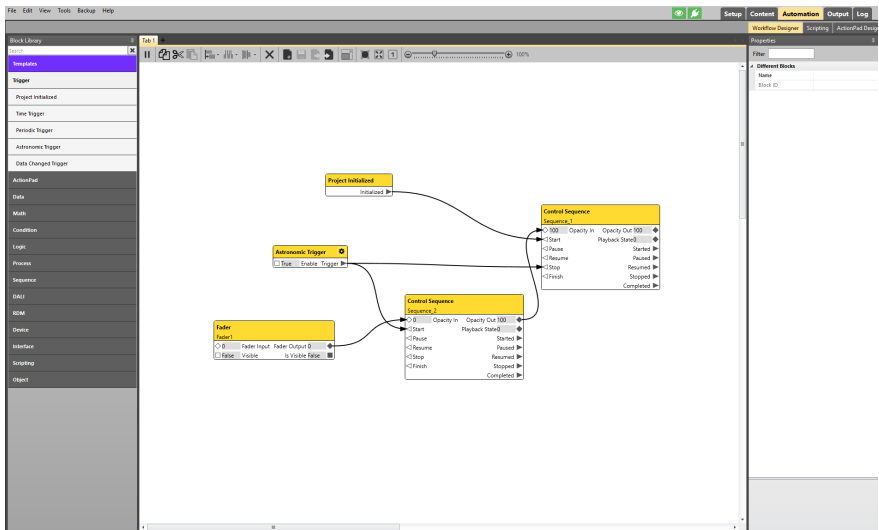 File Edit View Tools Backup Help
Setup Content Automation Output Log
Workflow Designer Scripting ActionPad Desig
Block Library
Search
Templates
Trigger
Project Initialized
Time Trigger
Periodic Trigger
Astronomic Trigger
Data Changed Trigger
ActionPad
Data
Math
Condition
Logic
Process
Sequence
DALI
RDM
Device
Interface
Scripting
Object
Tab 1
1 100%
Project Initialized
Initialized
Astronomic Trigger
True Enable Trigger
Fader
Fader1
0 Fader Input Fader Output 0
False Visible Is Visible False
Control Sequence
Sequence_2
0 Opacity In Opacity Out 100
Start Playback State0
Pause Started
Resume Paused
Stop Resumed
Finish Stopped
Completed
Control Sequence
Sequence_1
100 Opacity In Opacity Out 100
Start Playback State0
Pause Started
Resume Paused
Stop Resumed
Finish Stopped
Completed
Properties
Filter
Different Blocks
Name
Block ID